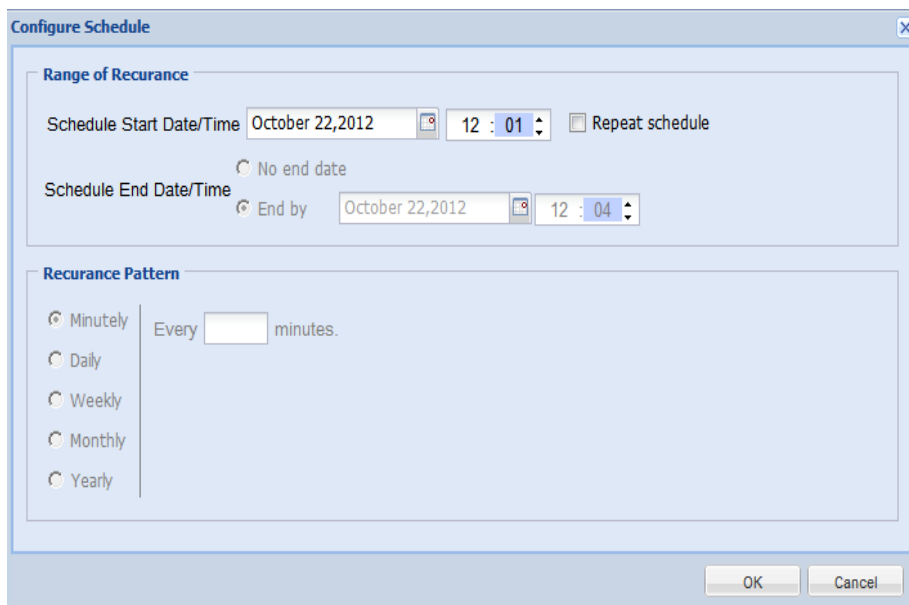 Configure Schedule
Range of Recurance
Schedule Start Date/Time October 22,2012 12 : 01 Repeat schedule
No end date
Schedule End Date/Time
End by October 22,2012 12 : 04
Recurance Pattern
Minutely Every minutes.
Daily
Weekly
Monthly
Yearly
OK Cancel